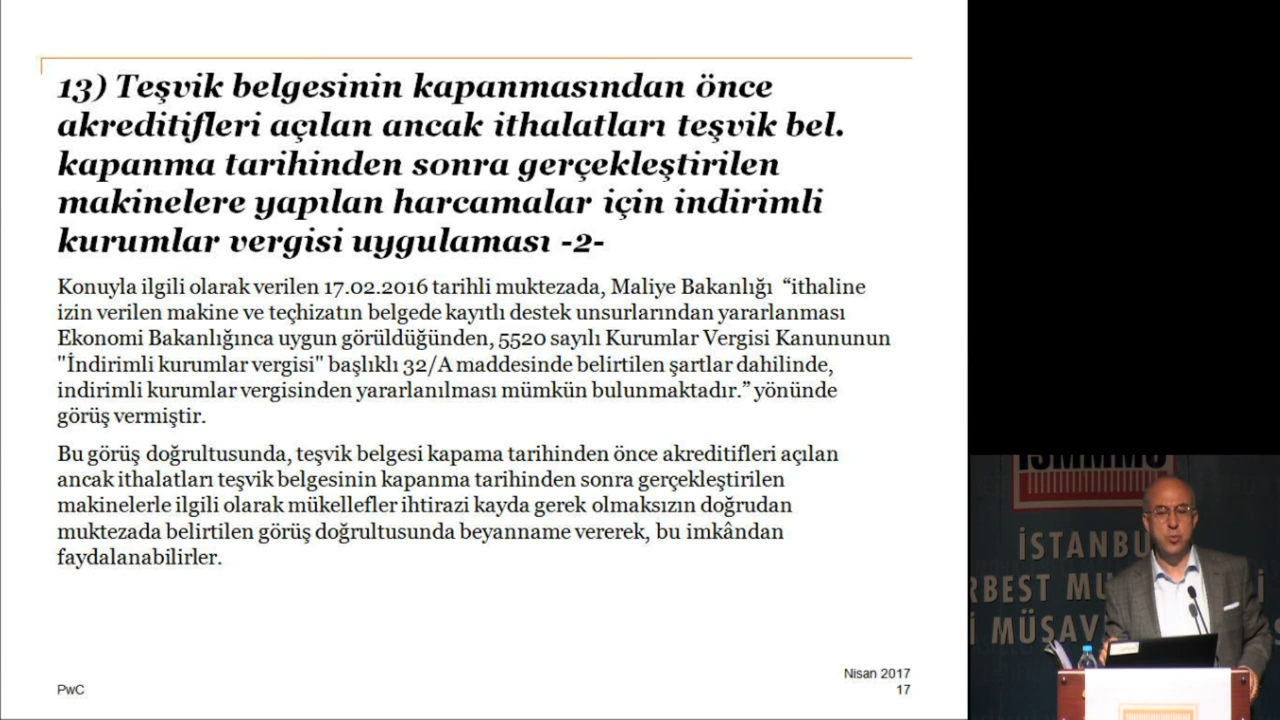 13) Teşvik belgesinin kapanmasından önce
akreditifleri açılan ancak ithalatları teşvik bel.
kapanma tarihinden sonra gerçekleştirilen
makinelere yapılan harcamalar için indirimli
kurumlar vergisi uygulaması -2-
Konuyla ilgili olarak verilen 17.02.2016 tarihli muktezada, Maliye Bakanlığı “ithaline
izin verilen makine ve teçhizatın belgede kayıtlı destek unsurlarından yararlanması
Ekonomi Bakanlığınca uygun görüldüğünden, 5520 sayılı Kurumlar Vergisi Kanununun
"İndirimli kurumlar vergisi" başlıklı 32/A maddesinde belirtilen şartlar dahilinde,
indirimli kurumlar vergisinden yararlanılması mümkün bulunmaktadır.” yönünde
görüş vermiştir.
Bu görüş doğrultusunda, teşvik belgesi kapama tarihinden önce akreditifleri açılan
ancak ithalatları teşvik belgesinin kapanma tarihinden sonra gerçekleştirilen
makinelerle ilgili olarak mükellefler ihtirazi kayda gerek olmaksızın doğrudan
muktezada belirtilen görüş doğrultusunda beyanname vererek, bu imkândan
faydalanabilirler.
Nisan 2017
PwC 17
İSMMMO
İSTANBU
RBEST MU
İ MÜŞAV